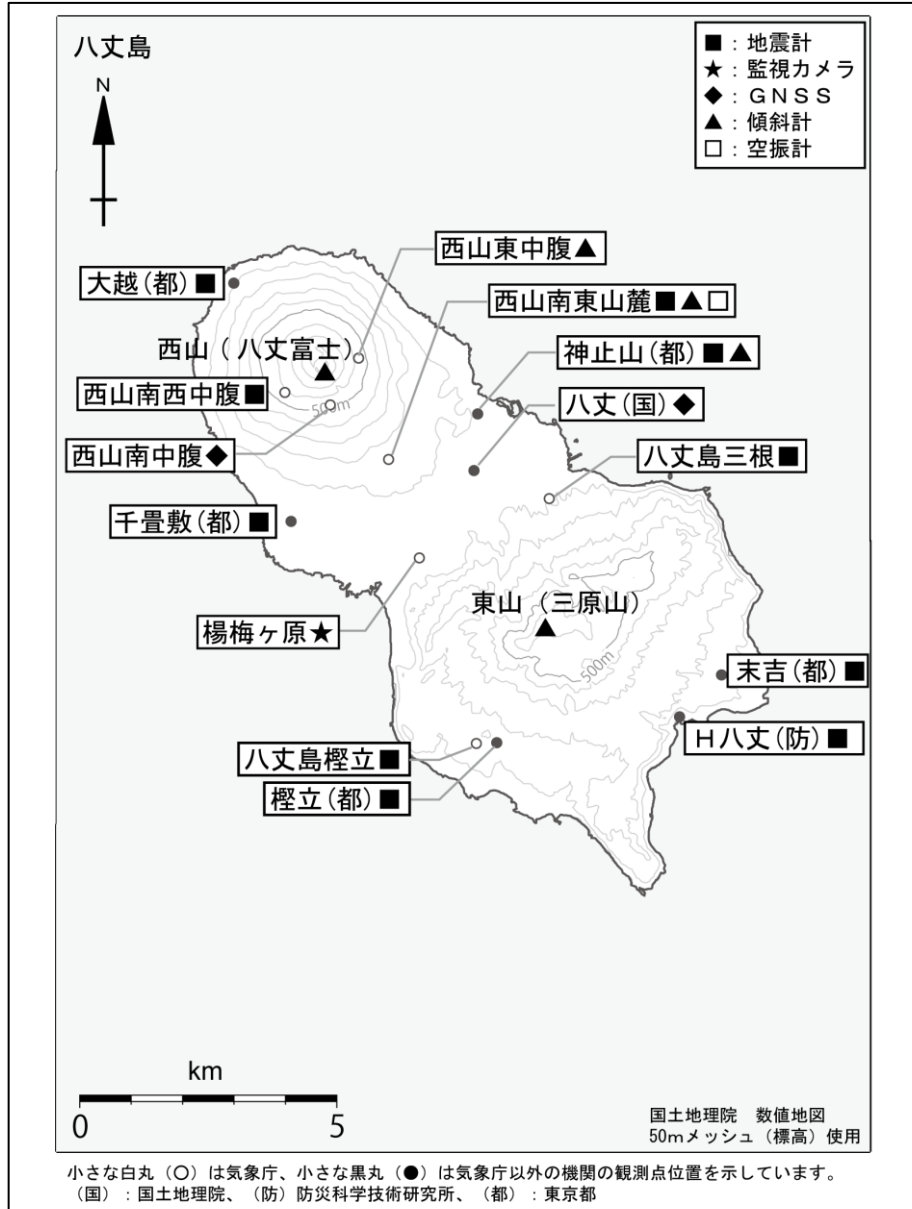 八丈島
N
■：地震計
★：監視カメラ
◆：ＧＮＳＳ
▲：傾斜計
□：空振計
西山東中腹▲
大越(都)■
西山南東山麓■▲□
西山（八丈富士）
神止山(都)■▲
西山南西中腹■
500m
八丈(国)◆
西山南中腹◆
八丈島三根■
千畳敷(都)■
東山（三原山）
楊梅ヶ原★
500m
末吉(都)■
Ｈ八丈(防)■
八丈島樫立■
樫立(都)■
km
0 5
国土地理院　数値地図
50mメッシュ（標高）使用
小さな白丸（○）は気象庁、小さな黒丸（●）は気象庁以外の機関の観測点位置を示しています。
（国）：国土地理院、（防）防災科学技術研究所、（都）：東京都